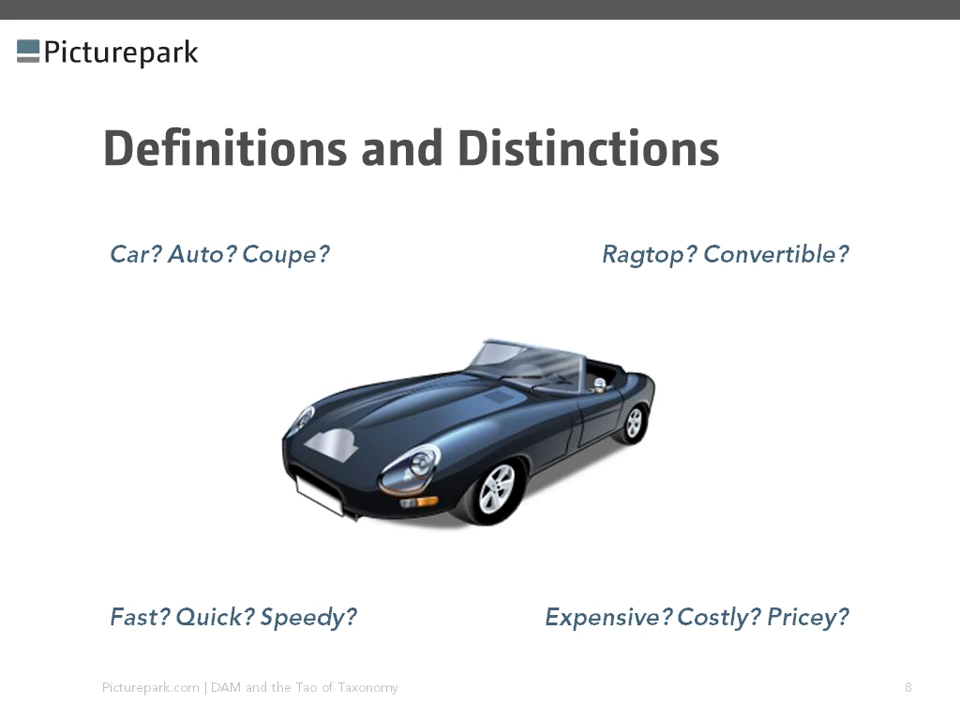 Picturepark
Definitions and Distinctions
Car? Auto? Coupe?
Ragtop? Convertible?
Fast? Quick? Speedy?
Expensive? Costly? Pricey?
Picturepark.com | DAM and the Tao of Taxonomy
8